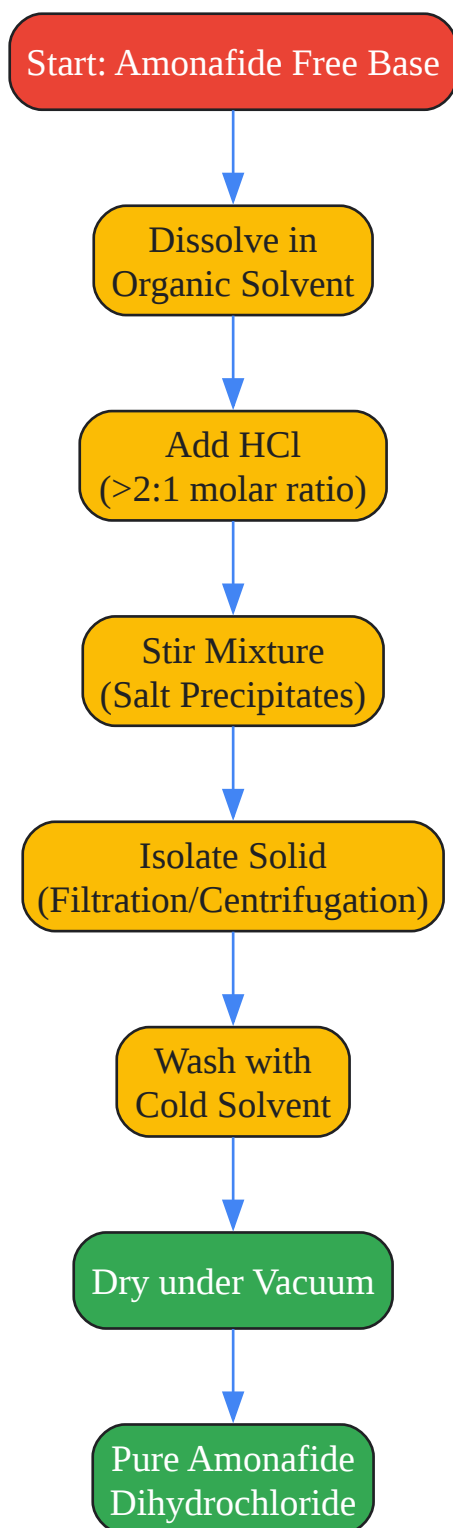 Start: Amonafide Free Base
Dissolve in
Organic Solvent
Add HCl
(>2:1 molar ratio)
Stir Mixture
(Salt Precipitates)
Isolate Solid
(Filtration/Centrifugation)
Wash with
Cold Solvent
Dry under Vacuum
Pure Amonafide
Dihydrochloride